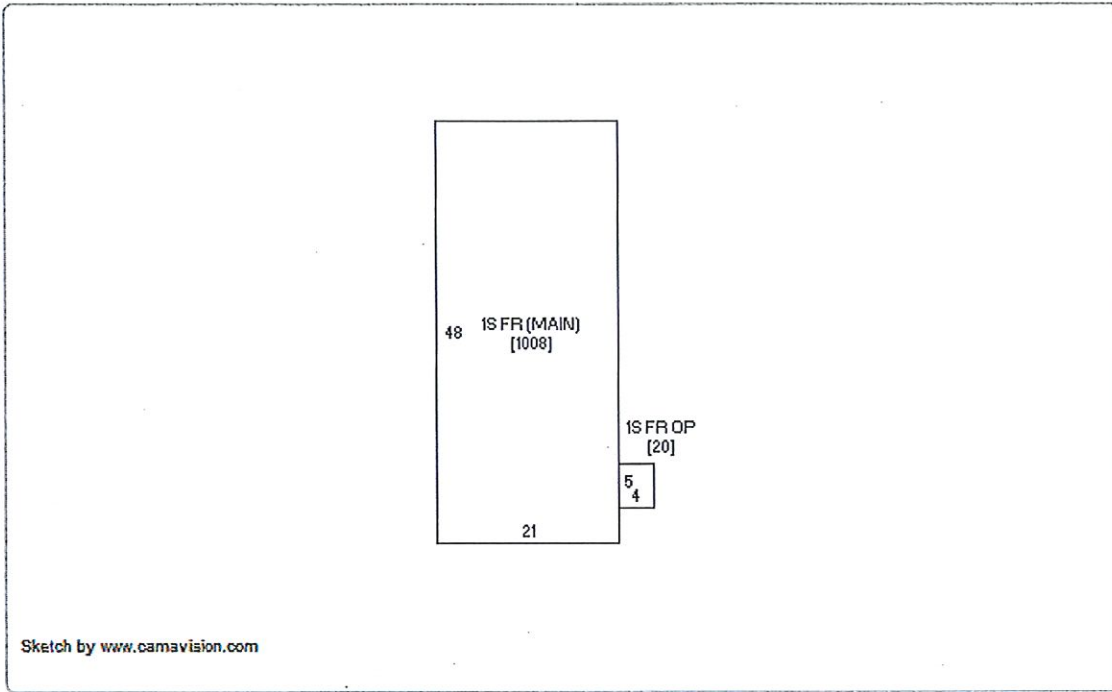 48
1S FR (MAIN)
[1008]
1S FR OP
[20]
5
4
21
Sketch by www.camavision.com